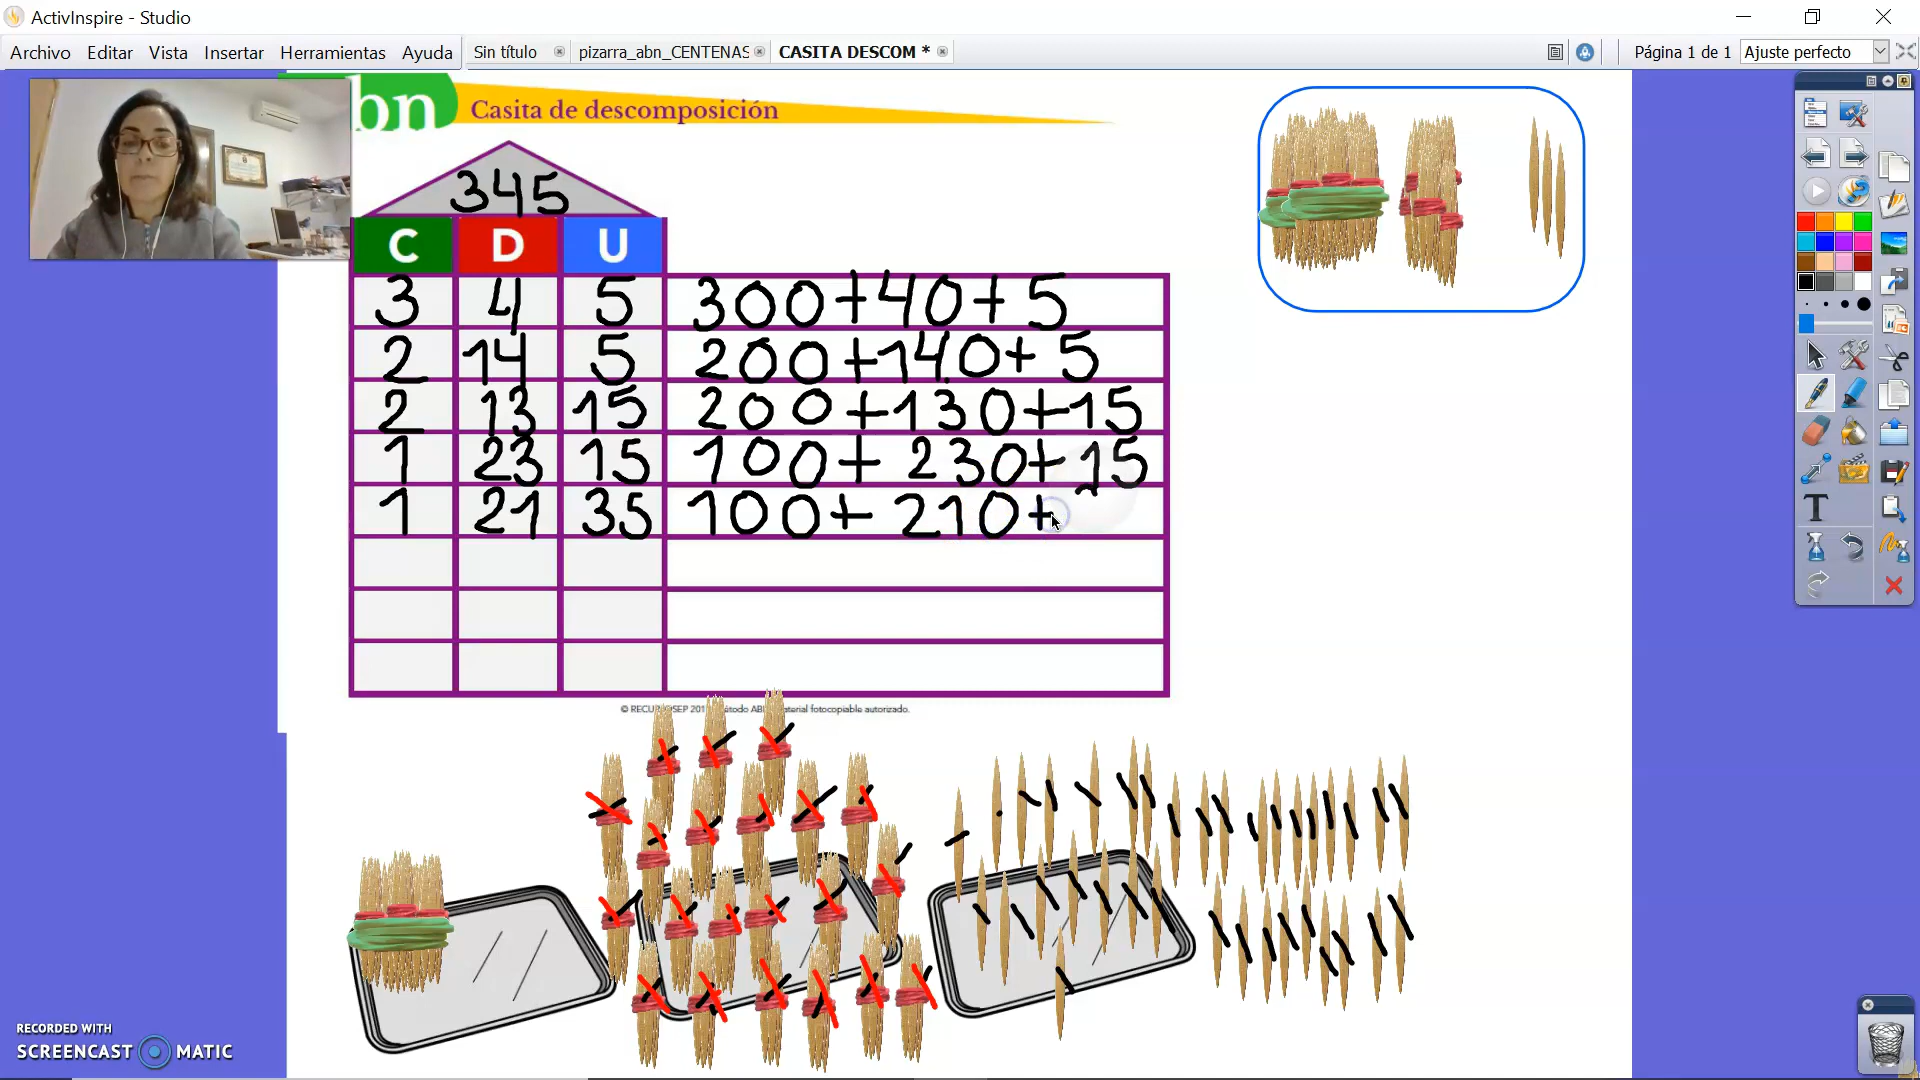 ActivInspire - Studio
Archivo Editar Vista Insertar Herramientas Ayuda
Sin título pizarra_abn_CENTENAS CASITA DESCOM *
Página 1 de 1 Ajuste perfecto
bn Casita de descomposición
345
C D U
3 4 5 300+40+5
2 14 5 200+140+5
2 13 15 200+130+15
1 23 15 100+230+15
1 21 35 100+210+
autorizado.
RECORDED WITH
SCREENCAST MATIC
T